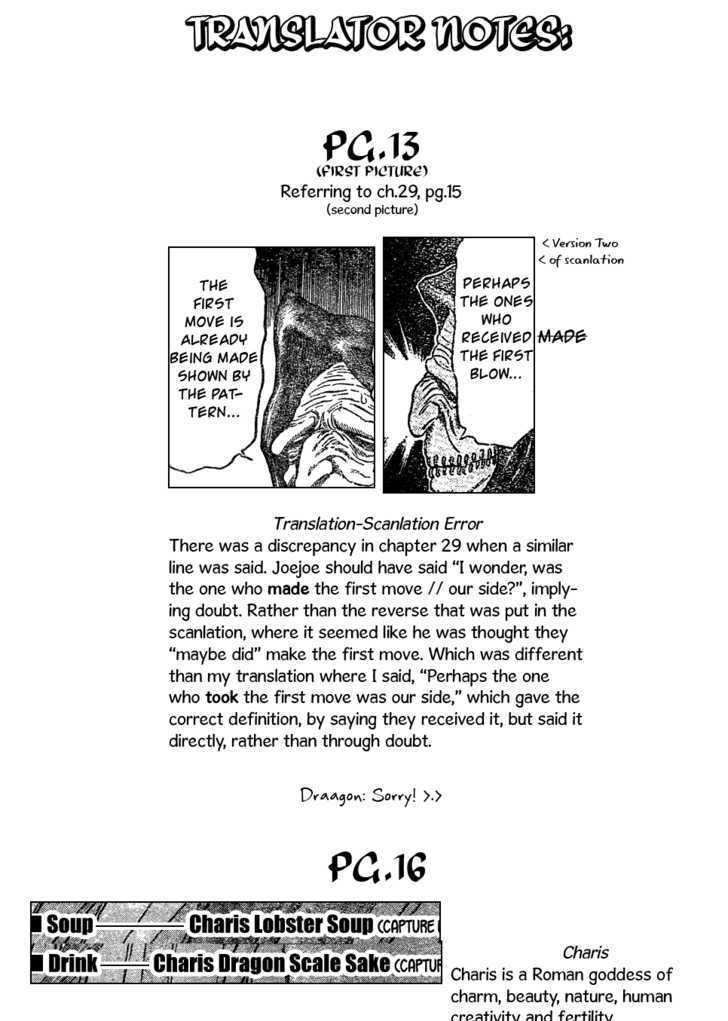 TRANSLATOR NOTES:
PG.13
(FIRST PICTURE)
Referring to ch.29, pg.15
(second picture)
< Version Two
< of scanlation
THE
FIRST
MOVE IS
ALREADY
BEING MADE
SHOWN BY
THE PAT-
TERN...
PERHAPS
THE ONES
WHO
RECEIVED MADE
THE FIRST
BLOW...
Translation-Scanlation Error
There was a discrepancy in chapter 29 when a similar
line was said. Joejoe should have said “I wonder, was
the one who made the first move // our side?”, imply-
ing doubt. Rather than the reverse that was put in the
scanlation, where it seemed like he was thought they
“maybe did” make the first move. Which was different
than my translation where I said, “Perhaps the one
who took the first move was our side,” which gave the
correct definition, by saying they received it, but said it
directly, rather than through doubt.
Draagon: Sorry! >.>
PG.16
Soup Charis Lobster Soup (CAPTURE
Drink Charis Dragon Scale Sake (CAPTUR
Charis
Charis is a Roman goddess of
charm, beauty, nature, human
creativity and fertility